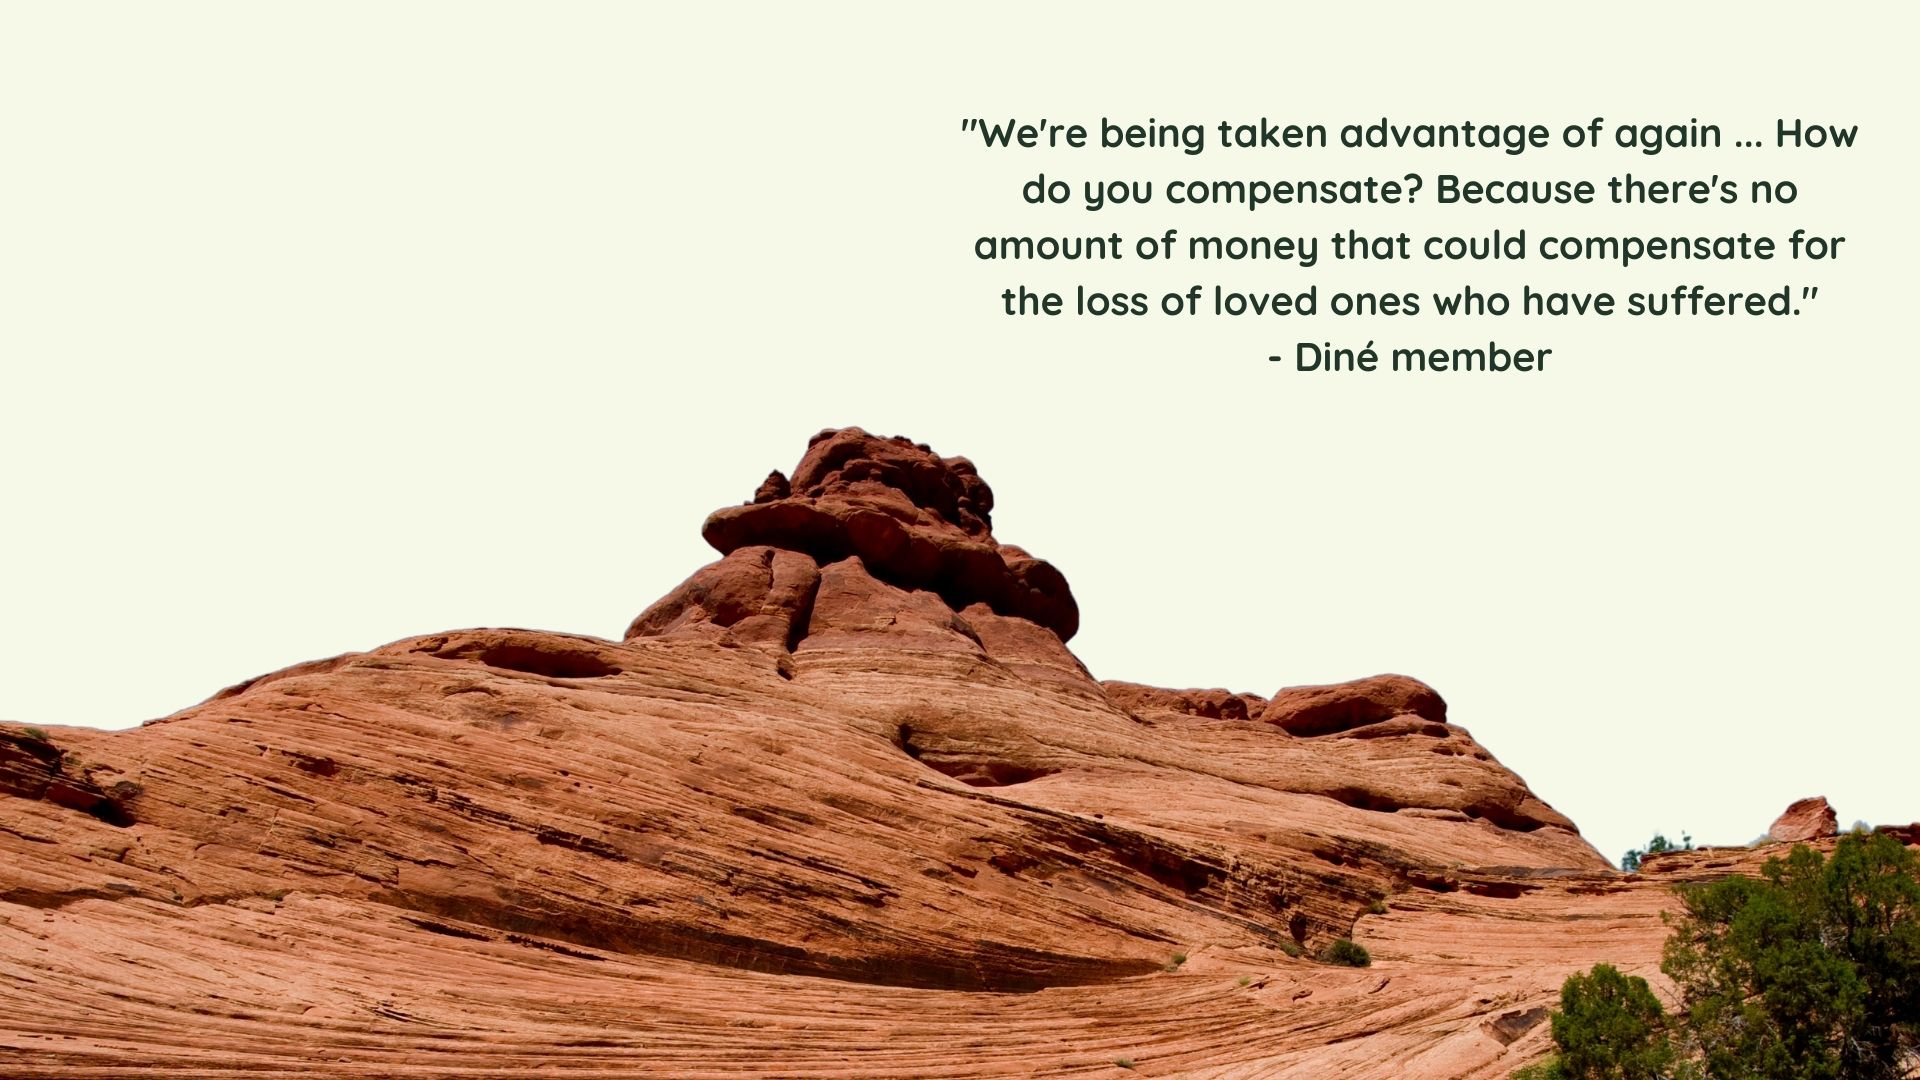 "We're being taken advantage of again ... How
do you compensate? Because there's no
amount of money that could compensate for
the loss of loved ones who have suffered."
- Diné member